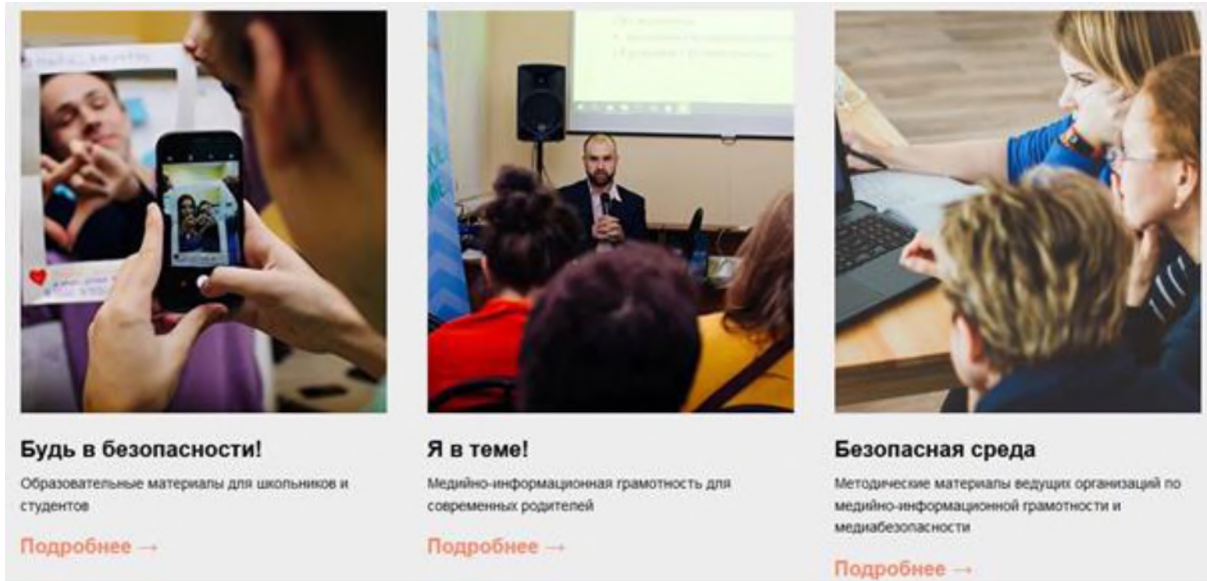 Будь в безопасности!
Образовательные материалы для школьников и
студентов
Подробнее →
Я в теме!
Медийно-информационная грамотность для
современных родителей
Подробнее →
Безопасная среда
Методические материалы ведущих организаций по
медийно-информационной грамотности и
медиабезопасности
Подробнее →